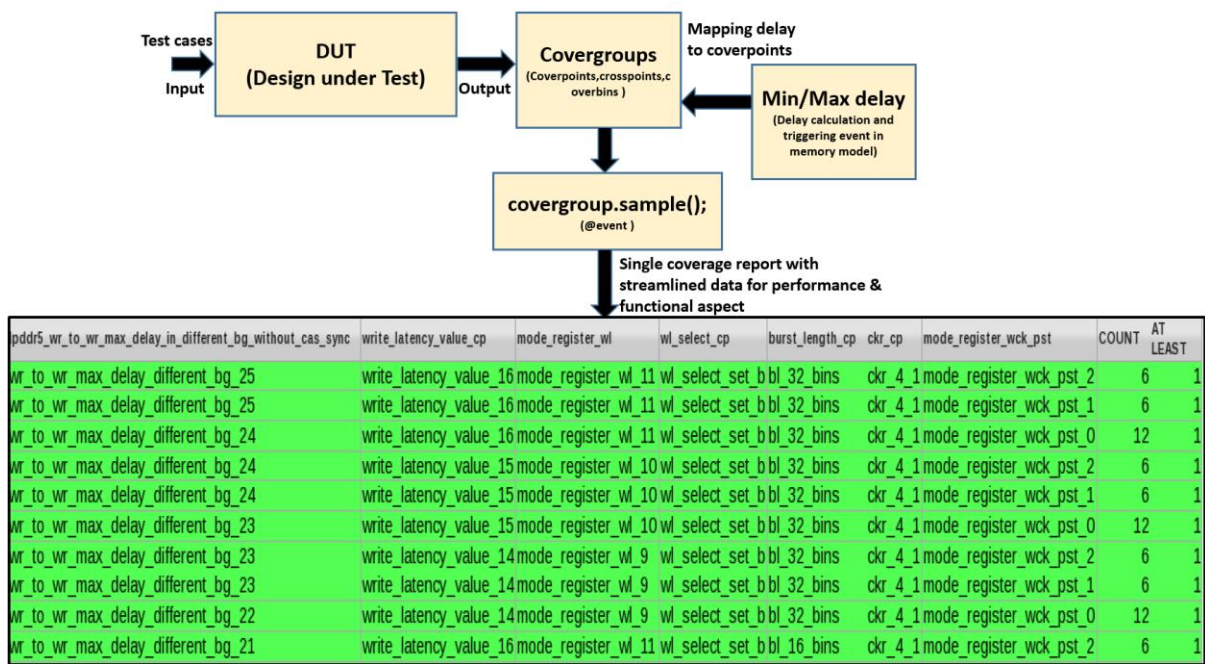 Test cases
Input
DUT
(Design under Test)
Output
Covergroups
(Coverpoints,crosspoints,c
overbins )
Mapping delay
to coverpoints
Min/Max delay
(Delay calculation and
triggering event in
memory model)
covergroup.sample();
(@event )
Single coverage report with
streamlined data for performance &
functional aspect
lpddr5_wr_to_wr_max_delay_in_different_bg_without_cas_sync write_latency_value_cp mode_register_wl wl_select_cp burst_length_cp ckr_cp mode_register_wck_pst COUNT AT LEAST
wr_to_wr_max_delay_different_bg_25 write_latency_value_16 mode_register_wl_11 wl_select_set_b bl_32_bins ckr_4_1 mode_register_wck_pst_2 6 1
wr_to_wr_max_delay_different_bg_25 write_latency_value_16 mode_register_wl_11 wl_select_set_b bl_32_bins ckr_4_1 mode_register_wck_pst_1 6 1
wr_to_wr_max_delay_different_bg_24 write_latency_value_16 mode_register_wl_11 wl_select_set_b bl_32_bins ckr_4_1 mode_register_wck_pst_0 12 1
wr_to_wr_max_delay_different_bg_24 write_latency_value_15 mode_register_wl_10 wl_select_set_b bl_32_bins ckr_4_1 mode_register_wck_pst_2 6 1
wr_to_wr_max_delay_different_bg_24 write_latency_value_15 mode_register_wl_10 wl_select_set_b bl_32_bins ckr_4_1 mode_register_wck_pst_1 6 1
wr_to_wr_max_delay_different_bg_23 write_latency_value_15 mode_register_wl_10 wl_select_set_b bl_32_bins ckr_4_1 mode_register_wck_pst_0 12 1
wr_to_wr_max_delay_different_bg_23 write_latency_value_14 mode_register_wl_9 wl_select_set_b bl_32_bins ckr_4_1 mode_register_wck_pst_2 6 1
wr_to_wr_max_delay_different_bg_23 write_latency_value_14 mode_register_wl_9 wl_select_set_b bl_32_bins ckr_4_1 mode_register_wck_pst_1 6 1
wr_to_wr_max_delay_different_bg_22 write_latency_value_14 mode_register_wl_9 wl_select_set_b bl_32_bins ckr_4_1 mode_register_wck_pst_0 12 1
wr_to_wr_max_delay_different_bg_21 write_latency_value_16 mode_register_wl_11 wl_select_set_b bl_16_bins ckr_4_1 mode_register_wck_pst_2 6 1